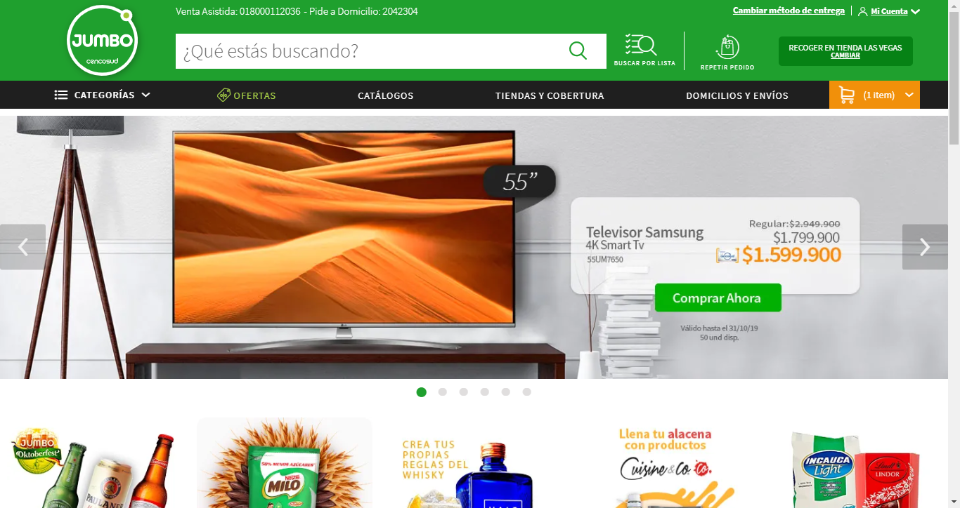 Venta Asistida: 018000112036 - Pide a Domicilio: 2042304
Cambiar método de entrega
Mi Cuenta
JUMBO
cencosud
¿Qué estás buscando?
BUSCAR POR LISTA
REPETIR PEDIDO
RECOGER EN TIENDA LAS VEGAS
CAMBIAR
CATEGORÍAS
OFERTAS
CATÁLOGOS
TIENDAS Y COBERTURA
DOMICILIOS Y ENVÍOS
(1 Item)
55”
Televisor Samsung
4K Smart Tv
55UM7650
Regular:$2.949.900
$1.799.900
$1.599.900
Comprar Ahora
Válido hasta el 31/10/19
50 und disp.
JUMBO
Oktoberfest
MILO
CREA TUS
PROPIAS
REGLAS DEL
WHISKY
Llena tu alacena
con productos
Cuisine & Co
INCAUCA
Light
LINDOR